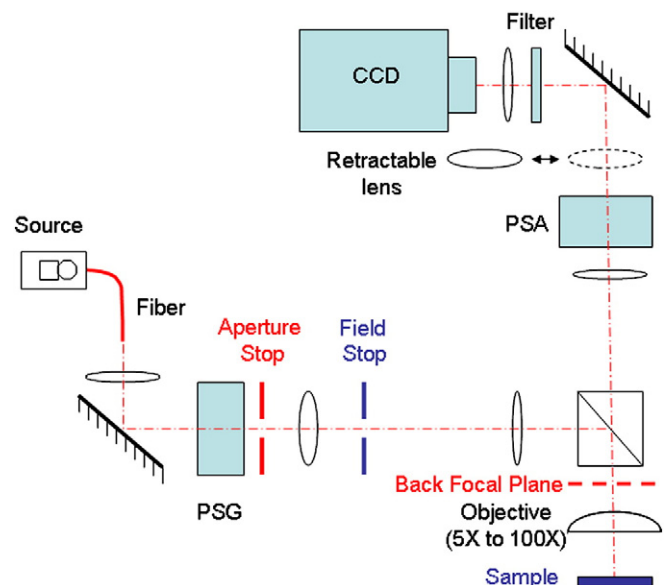 Filter
CCD
Retractable
lens
PSA
Source
Fiber
Aperture
Stop
Field
Stop
PSG
Back Focal Plane
Objective
(5X to 100X)
Sample